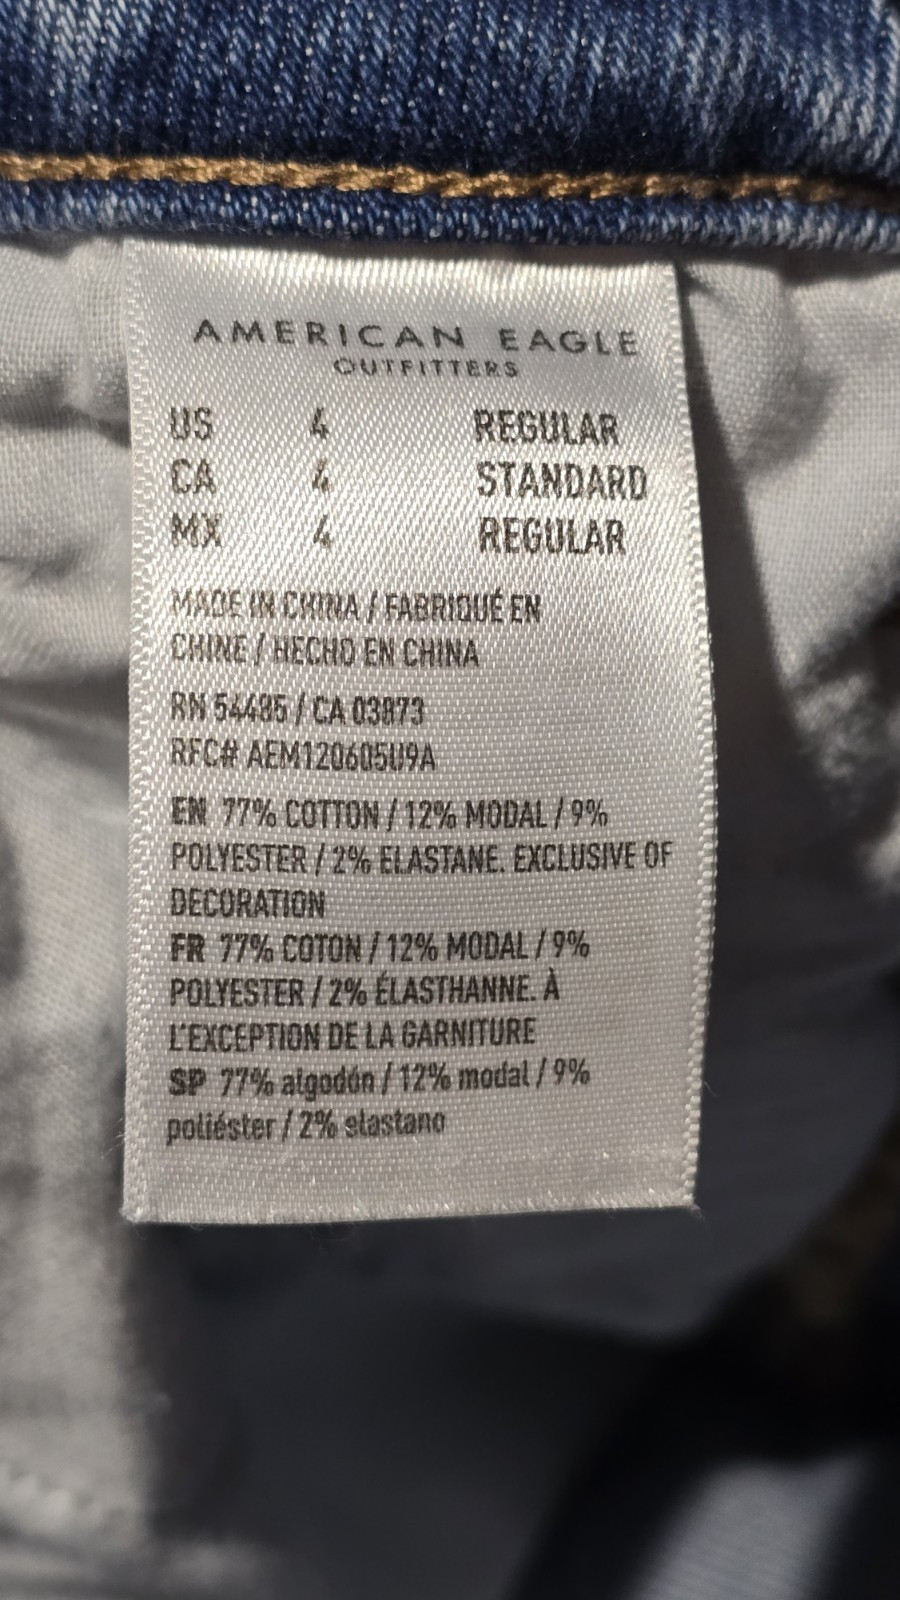 AMERICAN EAGLE
OUTFITTERS
US 4 REGULAR
CA 4 STANDARD
MX 4 REGULAR
MADE IN CHINA / FABRIQUÉ EN
CHINE / HECHO EN CHINA
RN 54485 / CA 03873
RFC# AEM120605U9A
EN 77% COTTON / 12% MODAL / 9%
POLYESTER / 2% ELASTANE. EXCLUSIVE OF
DECORATION
FR 77% COTON / 12% MODAL / 9%
POLYESTER / 2% ÉLASTHANNE. À
L'EXCEPTION DE LA GARNITURE
SP 77% algodón / 12% modal / 9%
poliéster / 2% elastano